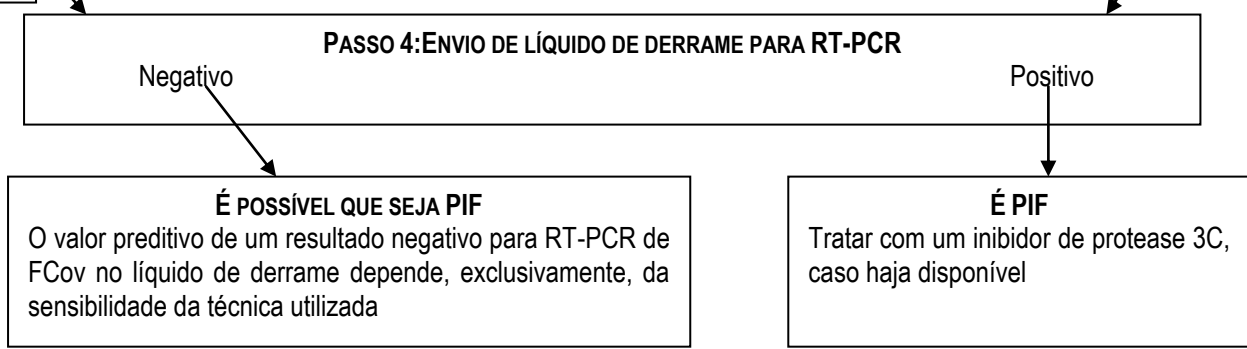 PASSO 4:ENVIO DE LÍQUIDO DE DERRAME PARA RT-PCR
Negativo Positivo
É POSSÍVEL QUE SEJA PIF
O valor preditivo de um resultado negativo para RT-PCR de
FCov no líquido de derrame depende, exclusivamente, da
sensibilidade da técnica utilizada
É PIF
Tratar com um inibidor de protease 3C,
caso haja disponível